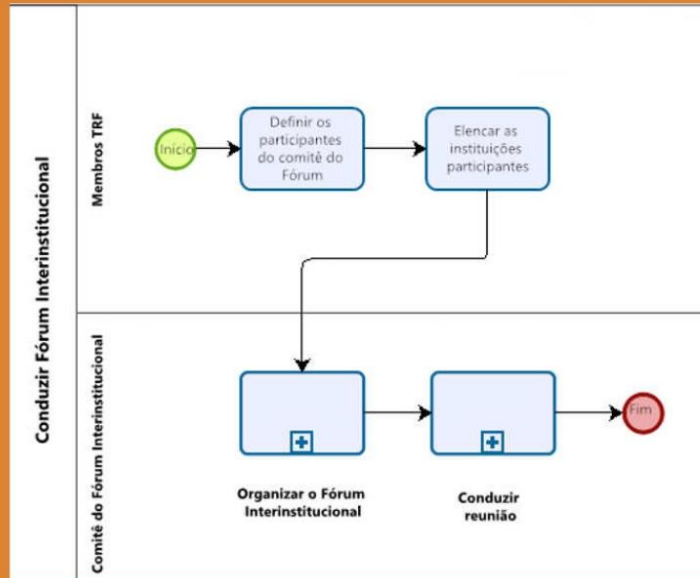 Conduzir Fórum Interinstitucional
Membros TRF
Início
Definir os
participantes
do comitê do
Fórum
Elencar as
instituições
participantes
Comitê do Fórum Interinstitucional
Organizar o Fórum
Interinstitucional
Conduzir
reunião
Fim